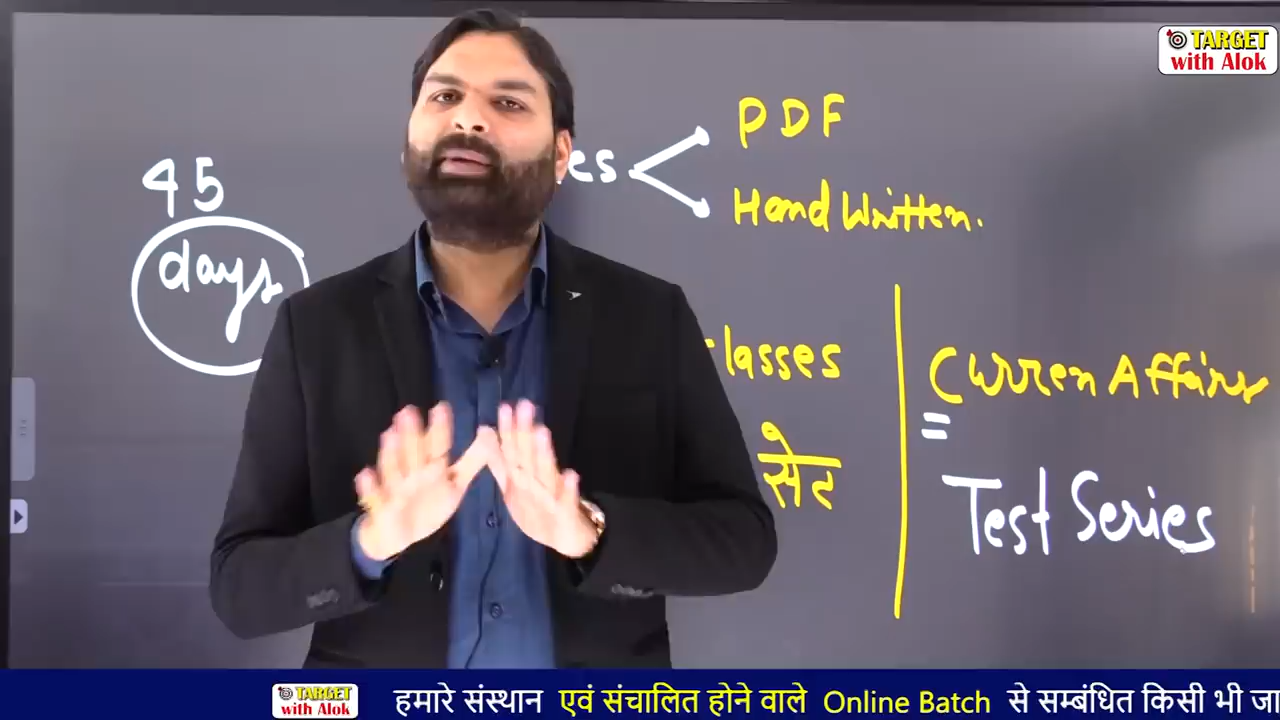 TARGET
with Alok
PDF
45
es
Hand Written.
days
lasses
Curren Affairs
=
सेट
Test Series
TARGET
with Alok
हमारे संस्थान एवं संचालित होने वाले Online Batch से सम्बंधित किसी भी जा